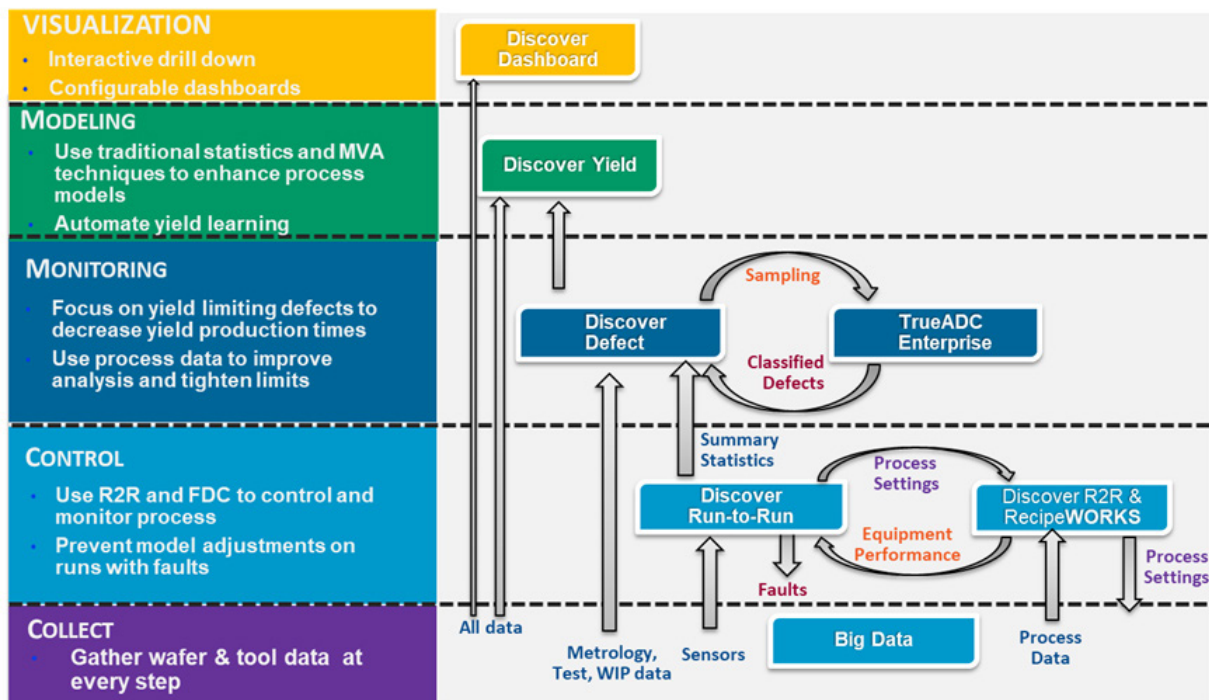 VISUALIZATION
• Interactive drill down
• Configurable dashboards
Discover
Dashboard
MODELING
• Use traditional statistics and MVA
techniques to enhance process
models
• Automate yield learning
Discover Yield
MONITORING
• Focus on yield limiting defects to
decrease yield production times
• Use process data to improve
analysis and tighten limits
Sampling
Discover
Defect
TrueADC
Enterprise
Classified
Defects
CONTROL
• Use R2R and FDC to control and
monitor process
• Prevent model adjustments on
runs with faults
Summary
Statistics
Process
Settings
Discover
Run-to-Run
Discover R2R &
RecipeWORKS
Equipment
Performance
Faults
Process
Settings
COLLECT
• Gather wafer & tool data at
every step
All data
Metrology,
Test, WIP data
Sensors
Big Data
Process
Data